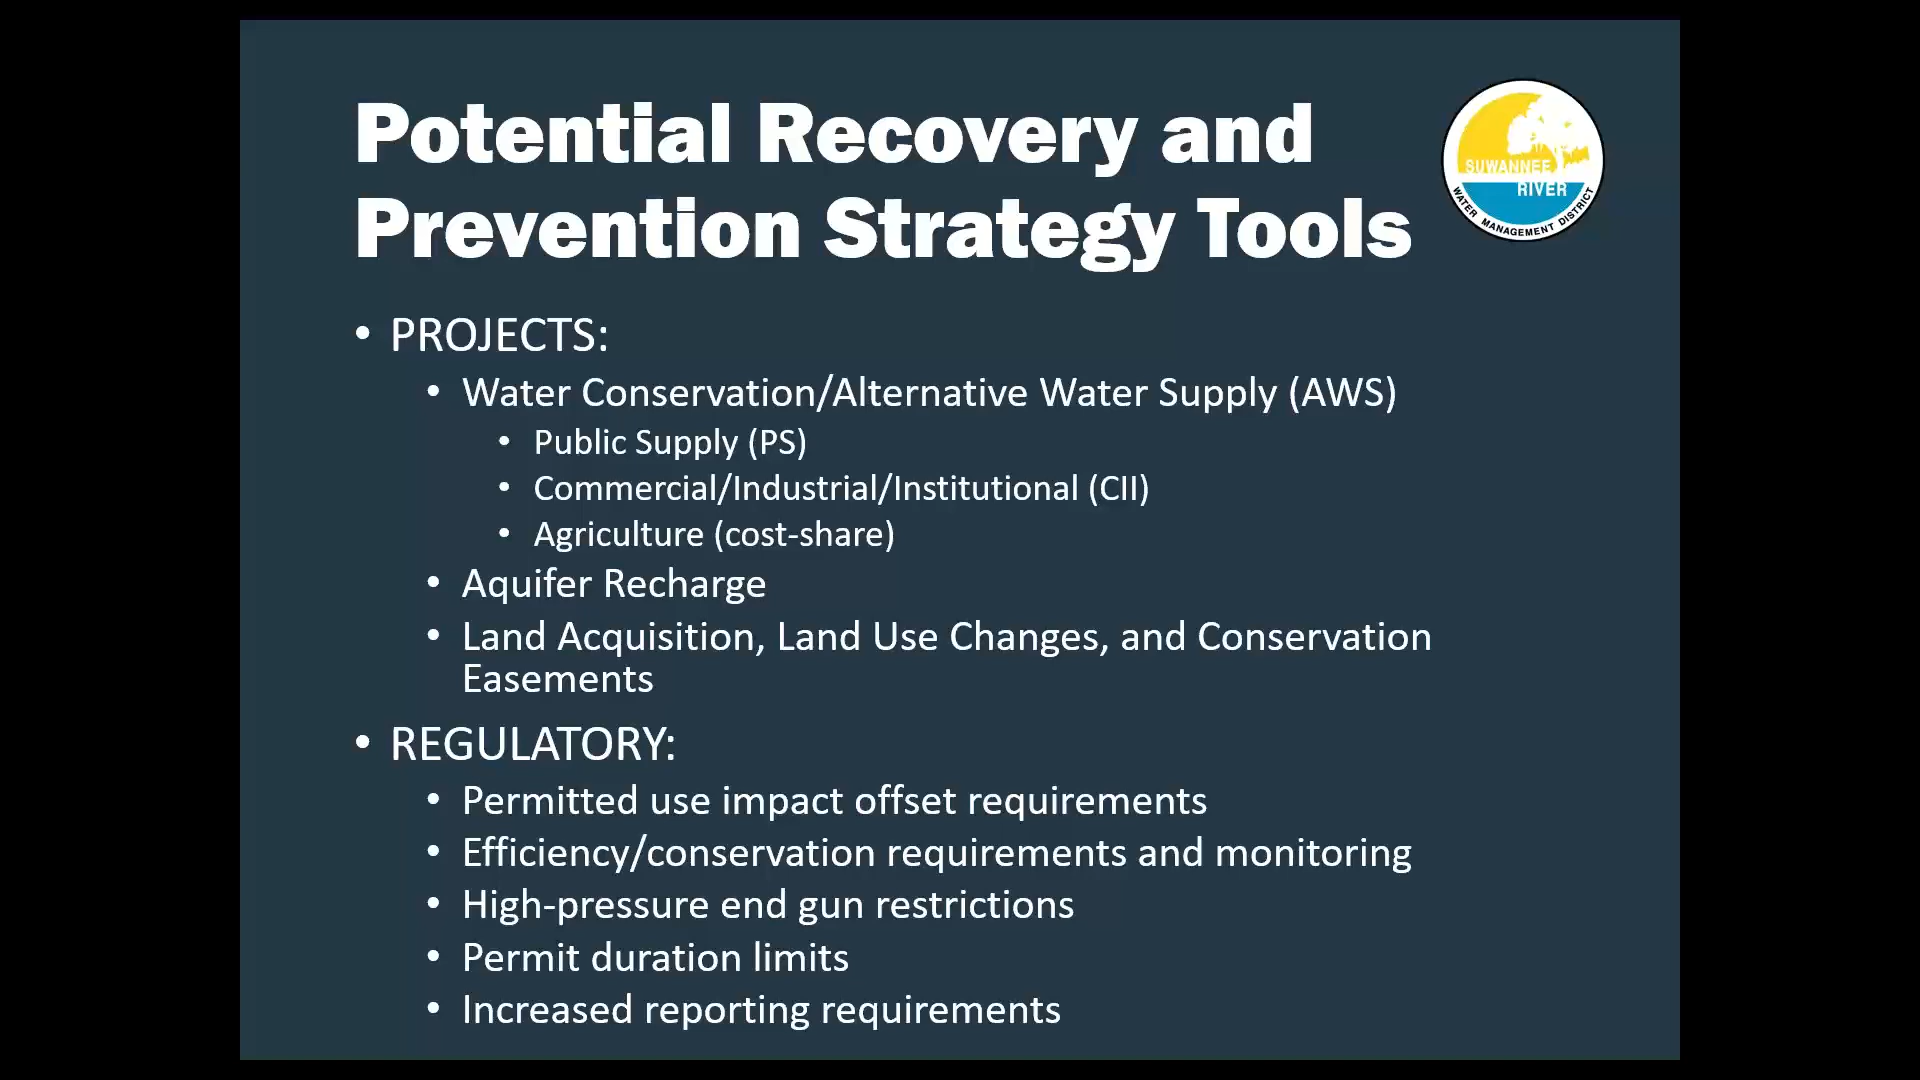 Potential Recovery and
Prevention Strategy Tools
SUWANNEE
RIVER
WATER MANAGEMENT DISTRICT
• PROJECTS:
• Water Conservation/Alternative Water Supply (AWS)
• Public Supply (PS)
• Commercial/Industrial/Institutional (CII)
• Agriculture (cost-share)
• Aquifer Recharge
• Land Acquisition, Land Use Changes, and Conservation
Easements
• REGULATORY:
• Permitted use impact offset requirements
• Efficiency/conservation requirements and monitoring
• High-pressure end gun restrictions
• Permit duration limits
• Increased reporting requirements